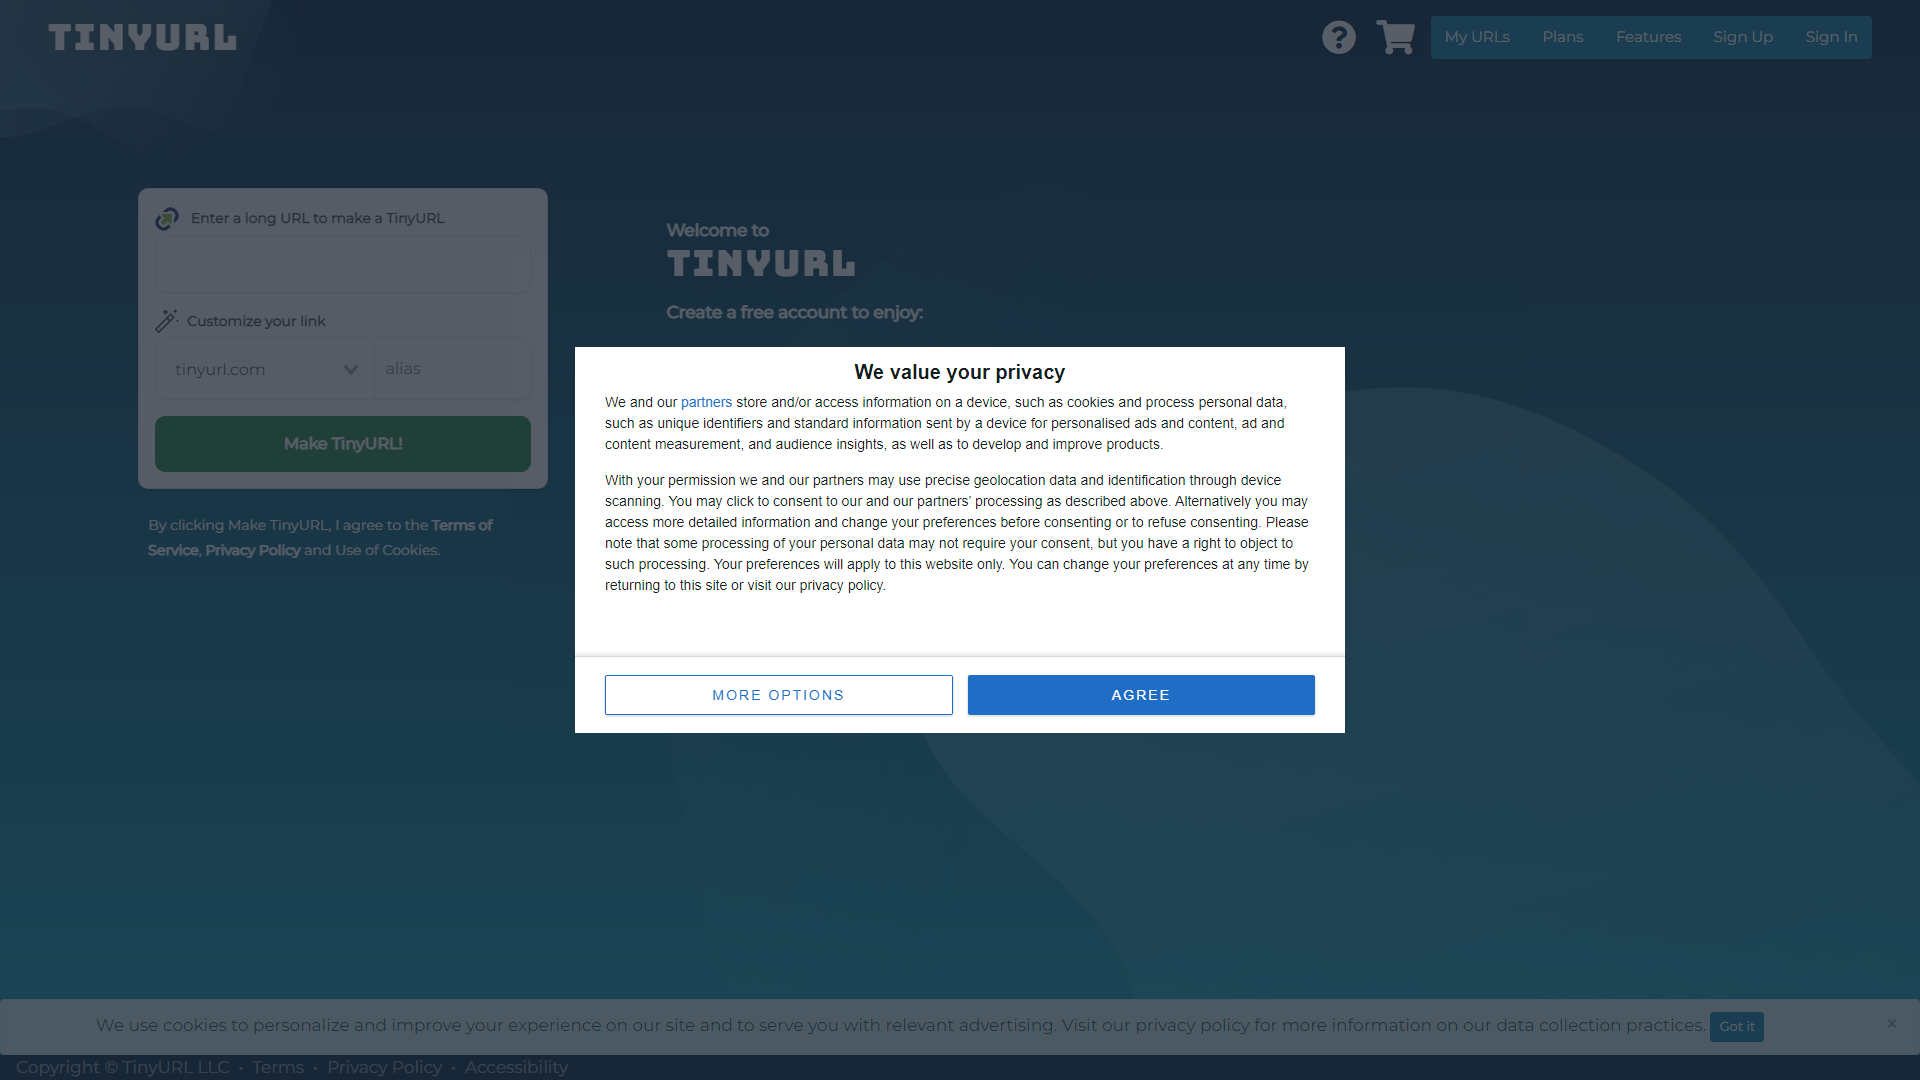 TINYURL
My URLs
Plans
Features
Sign Up
Sign In
Enter a long URL to make a TinyURL
Customize your link
tinyurl.com
alias
Make TinyURL!
By clicking Make TinyURL, I agree to the Terms of
Service, Privacy Policy and Use of Cookies.
Welcome to
TINYURL
Create a free account to enjoy:
We value your privacy
We and our partners store and/or access information on a device, such as cookies and process personal data,
such as unique identifiers and standard information sent by a device for personalised ads and content, ad and
content measurement, and audience insights, as well as to develop and improve products.
With your permission we and our partners may use precise geolocation data and identification through device
scanning. You may click to consent to our and our partners' processing as described above. Alternatively you may
access more detailed information and change your preferences before consenting or to refuse consenting. Please
note that some processing of your personal data may not require your consent, but you have a right to object to
such processing. Your preferences will apply to this website only. You can change your preferences at any time by
returning to this site or visit our privacy policy.
MORE OPTIONS
AGREE
We use cookies to personalize and improve your experience on our site and to serve you with relevant advertising. Visit our privacy policy for more information on our data collection practices.
Got it
×
Copyright © TinyURL LLC • Terms • Privacy Policy • Accessibility